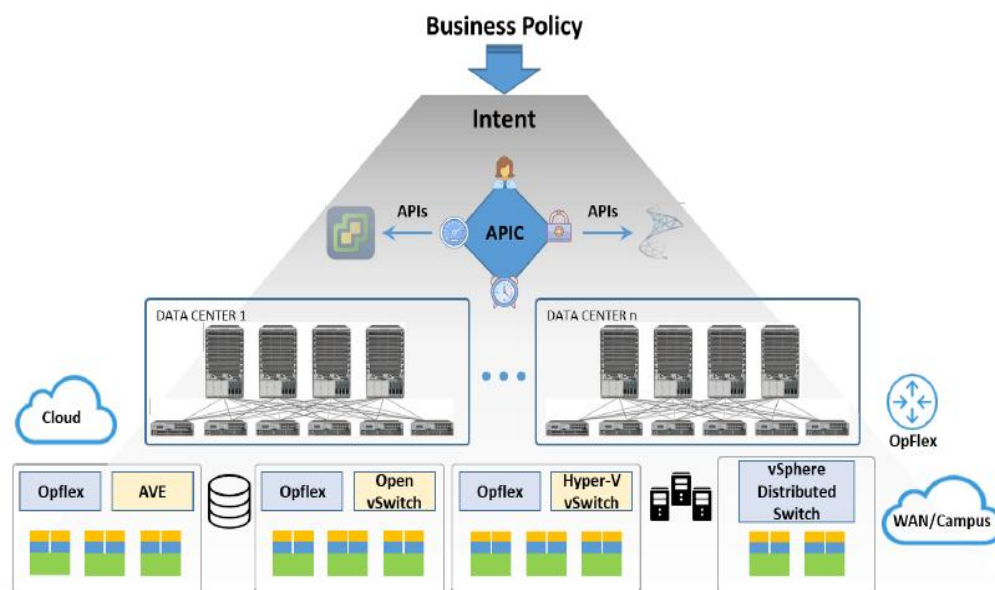 Business Policy
Intent
APIs
APIs
APIC
DATA CENTER 1
DATA CENTER n
Cloud
OpFlex
Opflex
AVE
Opflex
Open
vSwitch
Opflex
Hyper-V
vSwitch
vSphere
Distributed
Switch
WAN/Campus